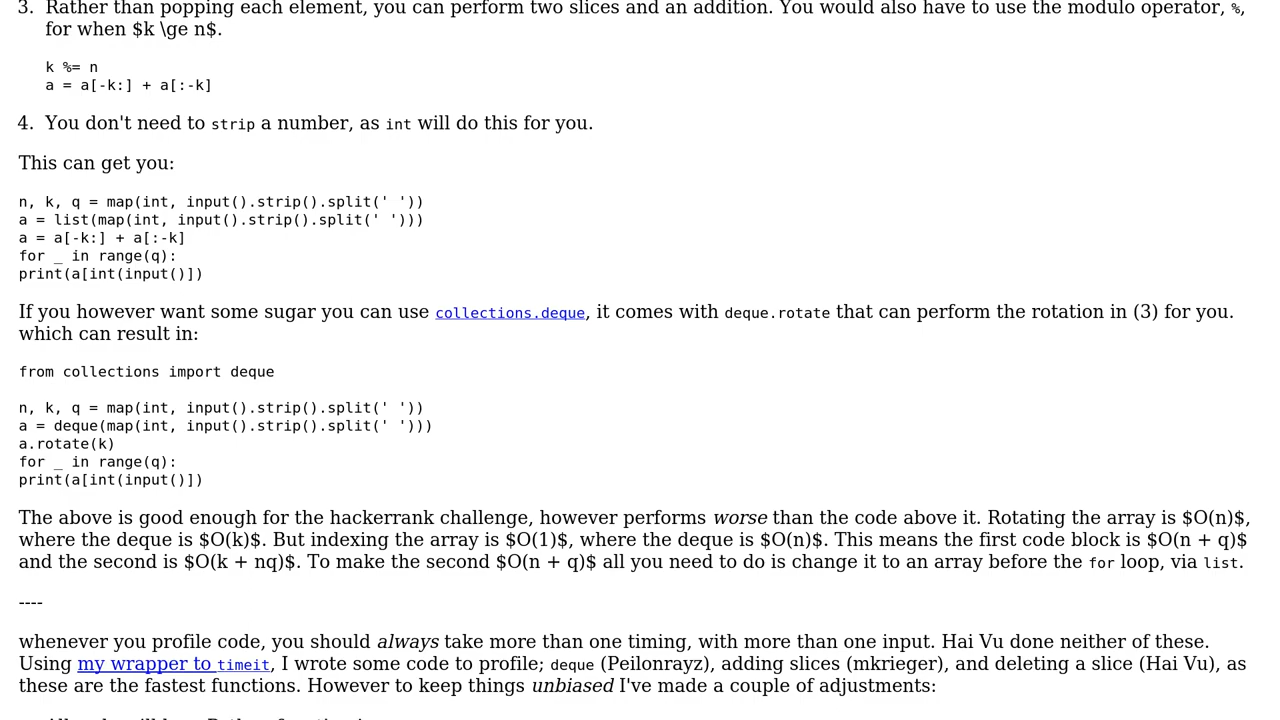 3. Rather than popping each element, you can perform two slices and an addition. You would also have to use the modulo operator, %,
for when $k \ge n$.
k %= n
a = a[-k:] + a[:-k]
4. You don't need to strip a number, as int will do this for you.
This can get you:
n, k, q = map(int, input().strip().split(' '))
a = list(map(int, input().strip().split(' ')))
a = a[-k:] + a[:-k]
for _ in range(q):
print(a[int(input()])
If you however want some sugar you can use collections.deque, it comes with deque.rotate that can perform the rotation in (3) for you.
which can result in:
from collections import deque
n, k, q = map(int, input().strip().split(' '))
a = deque(map(int, input().strip().split(' ')))
a.rotate(k)
for _ in range(q):
print(a[int(input()])
The above is good enough for the hackerrank challenge, however performs worse than the code above it. Rotating the array is $O(n)$,
where the deque is $O(k)$. But indexing the array is $O(1)$, where the deque is $O(n)$. This means the first code block is $O(n + q)$
and the second is $O(k + nq)$. To make the second $O(n + q)$ all you need to do is change it to an array before the for loop, via list.
----
whenever you profile code, you should always take more than one timing, with more than one input. Hai Vu done neither of these.
Using my wrapper to timeit, I wrote some code to profile; deque (Peilonrayz), adding slices (mkrieger), and deleting a slice (Hai Vu), as
these are the fastest functions. However to keep things unbiased I've made a couple of adjustments: